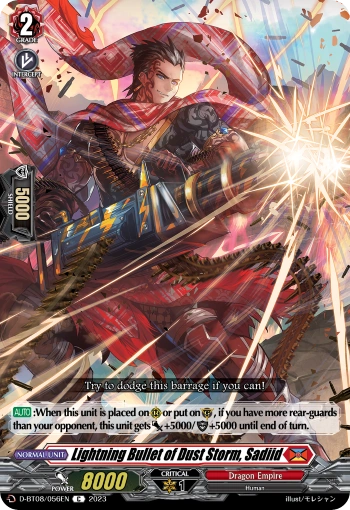 2
GRADE
INTERCEPT
5000
SHIELD
Try to dodge this barrage if you can!
AUTO:When this unit is placed on R or put on G, if you have more rear-guards
than your opponent, this unit gets +5000/ +5000 until end of turn.
NORMAL UNIT
Lightning Bullet of Dust Storm, Sadiid
POWER
8000
CRITICAL
1
Dragon Empire
Human
D-BT08/056EN C 2023
illust/モレシャン